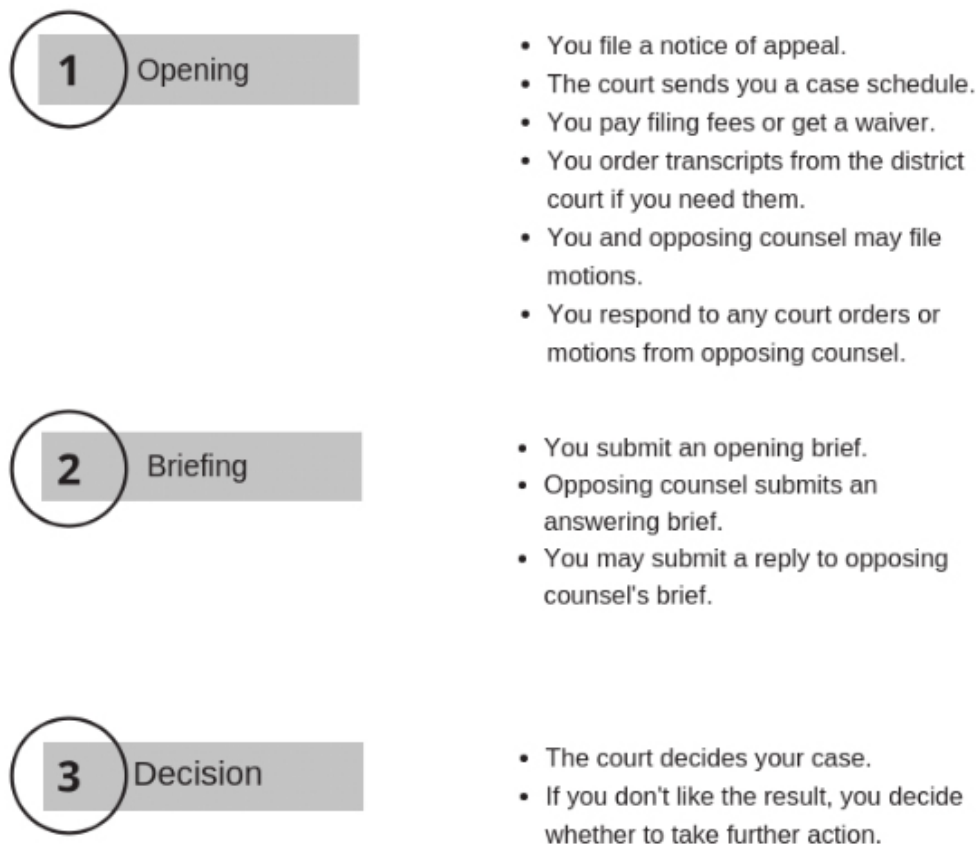 1 Opening
• You file a notice of appeal.
• The court sends you a case schedule.
• You pay filing fees or get a waiver.
• You order transcripts from the district
court if you need them.
• You and opposing counsel may file
motions.
• You respond to any court orders or
motions from opposing counsel.
2 Briefing
• You submit an opening brief.
• Opposing counsel submits an
answering brief.
• You may submit a reply to opposing
counsel's brief.
3 Decision
• The court decides your case.
• If you don't like the result, you decide
whether to take further action.